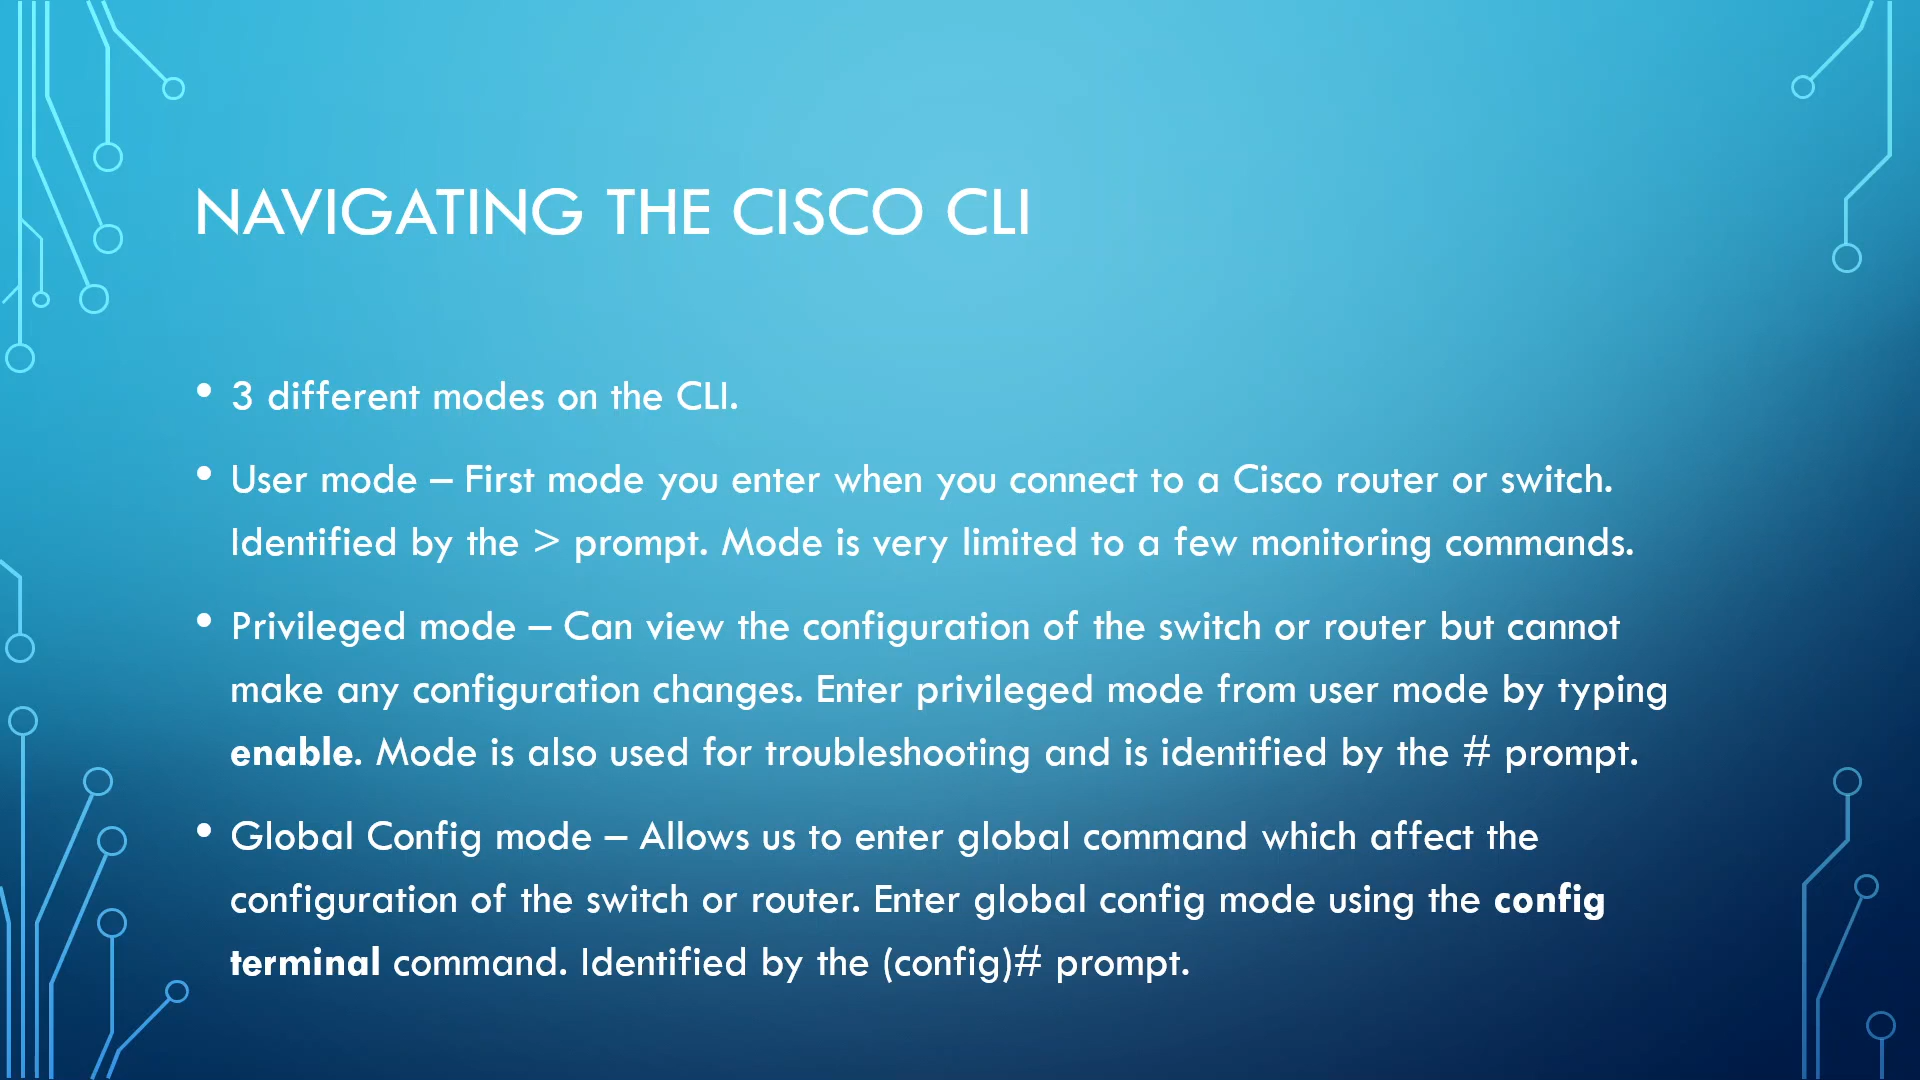 NAVIGATING THE CISCO CLI
• 3 different modes on the CLI.
• User mode – First mode you enter when you connect to a Cisco router or switch.
Identified by the > prompt. Mode is very limited to a few monitoring commands.
• Privileged mode – Can view the configuration of the switch or router but cannot
make any configuration changes. Enter privileged mode from user mode by typing
enable. Mode is also used for troubleshooting and is identified by the # prompt.
• Global Config mode – Allows us to enter global command which affect the
configuration of the switch or router. Enter global config mode using the config
terminal command. Identified by the (config)# prompt.